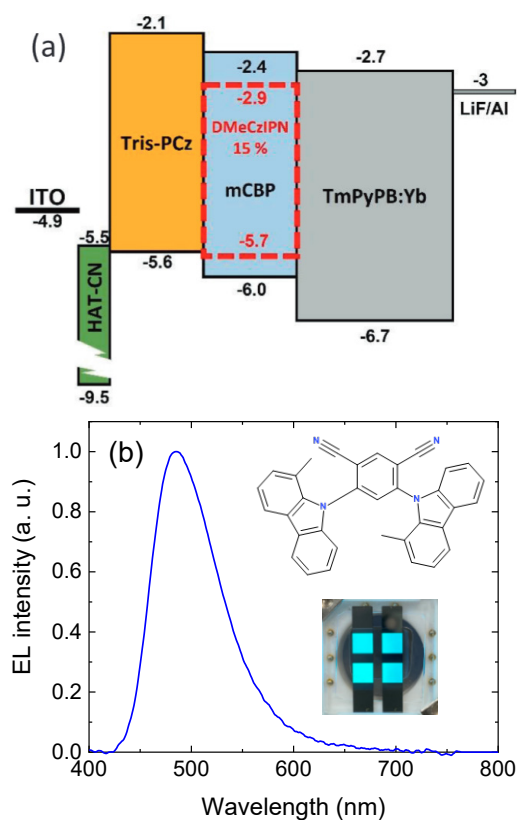 (a)
-2.1
-2.4
-2.7
-2.9
-3
DMeCzIPN
15 %
LiF/Al
Tris-PCz
mCBP
TmPyPB:Yb
ITO
-4.9
-5.5
-5.7
-5.6
-6.0
HAT-CN
-6.7
-9.5
(b)
N
N
N
N
1.0
0.8
0.6
0.4
0.2
0.0
EL intensity (a. u.)
400 500 600 700 800
Wavelength (nm)